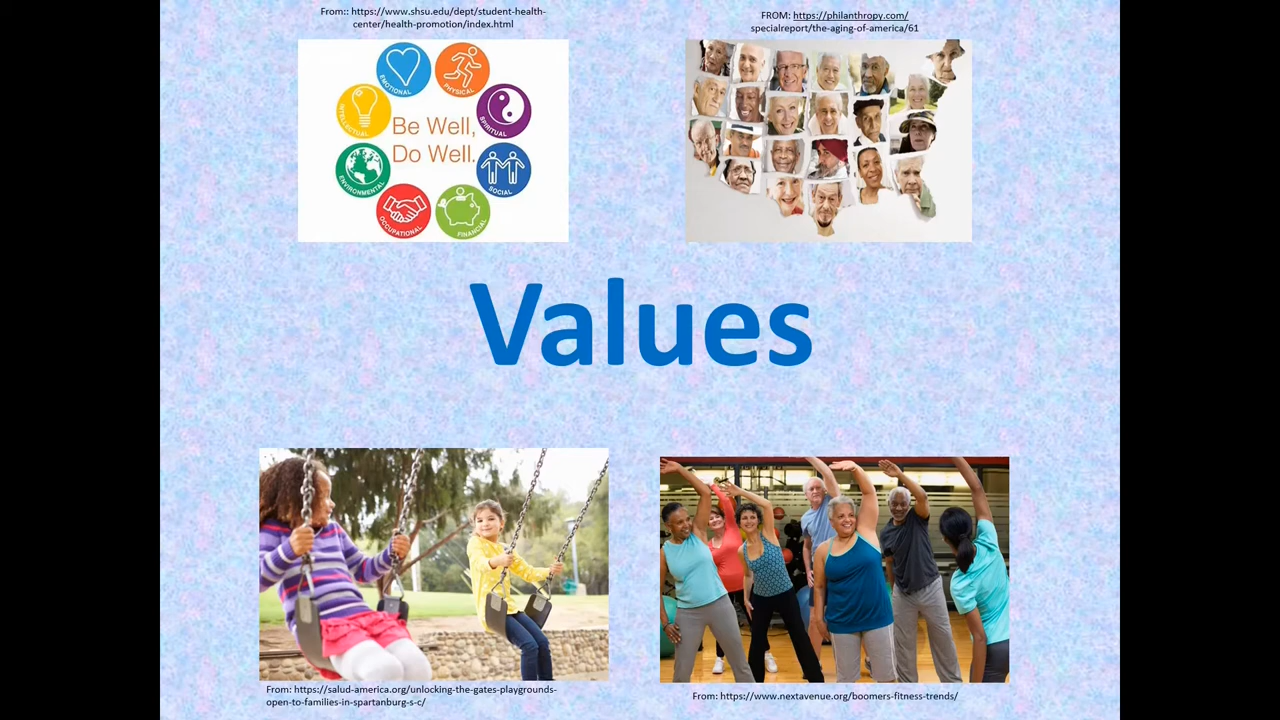 From:: https://www.shsu.edu/dept/student-health-
center/health-promotion/index.html
FROM: https://philanthropy.com/
specialreport/the-aging-of-america/61
EMOTIONAL
PHYSICAL
INTELLECTUAL
SPIRITUAL
Be Well,
Do Well.
ENVIRONMENTAL
SOCIAL
OCCUPATIONAL
FINANCIAL
Values
From: https://salud-america.org/unlocking-the-gates-playgrounds-
open-to-families-in-spartanburg-s-c/
From: https://www.nextavenue.org/boomers-fitness-trends/